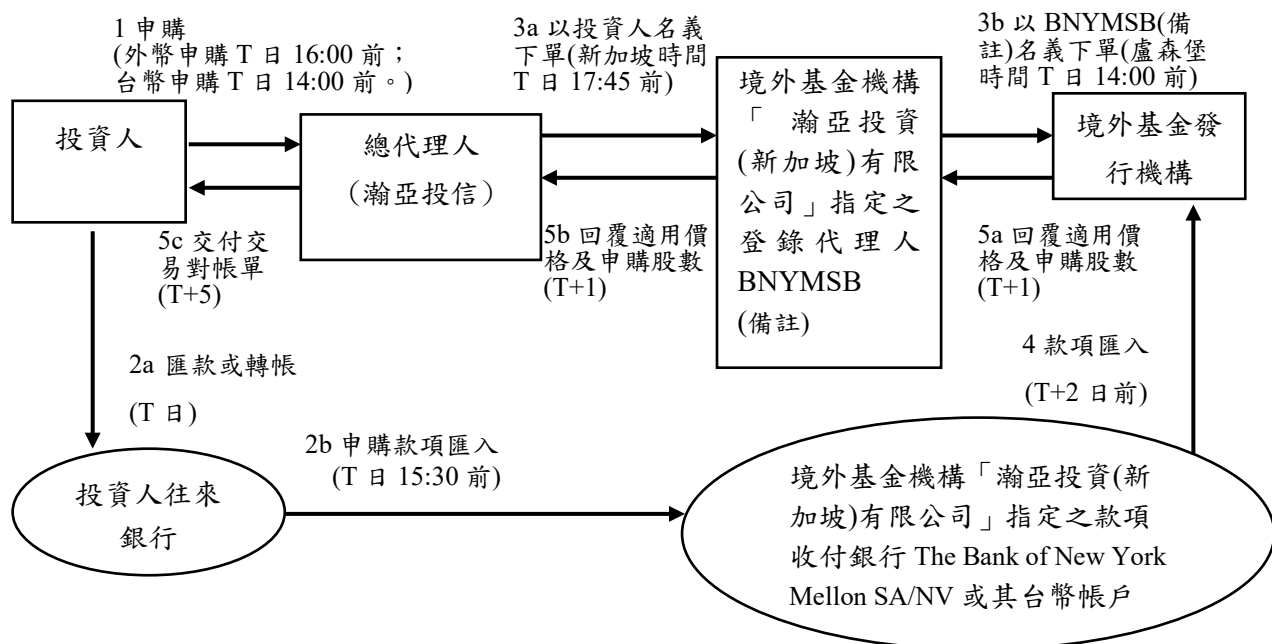 1 申購
(外幣申購 T 日 16:00 前；
台幣申購 T 日 14:00 前。)
3a 以投資人名義
下單(新加坡時間
T 日 17:45 前)
3b 以 BNYMSB(備
註)名義下單(盧森堡
時間 T 日 14:00 前)
投資人
總代理人
（瀚亞投信）
境外基金機構
「 瀚亞投資
(新加坡)有限
公司」指定之
登錄代理人
BNYMSB
(備註)
境外基金發
行機構
5c 交付交
易對帳單
(T+5)
5b 回覆適用價
格及申購股數
(T+1)
5a 回覆適用價
格及申購股數
(T+1)
2a 匯款或轉帳
(T 日)
4 款項匯入
(T+2 日前)
2b 申購款項匯入
(T 日 15:30 前)
投資人往來
銀行
境外基金機構「瀚亞投資(新
加坡)有限公司」指定之款項
收付銀行 The Bank of New York
Mellon SA/NV 或其台幣帳戶